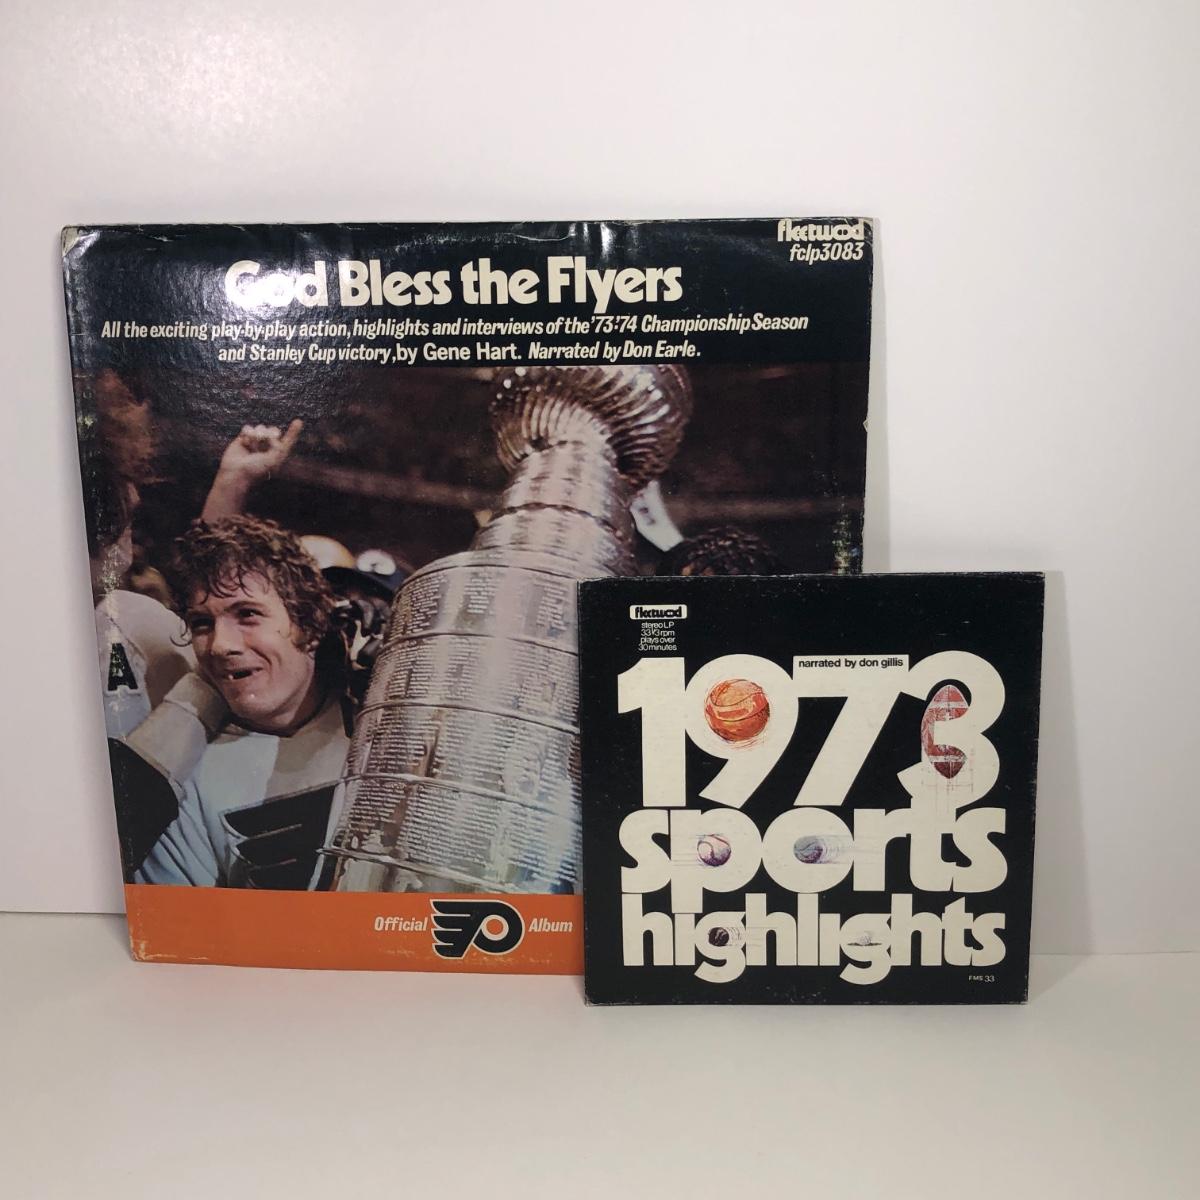 fleetwood
fclp3083
God Bless the Flyers
All the exciting play-by-play action, highlights and interviews of the '73-'74 Championship Season
and Stanley Cup victory, by Gene Hart. Narrated by Don Earle.
A
Official Album
fleetwood
stereo LP
33 1/3 rpm
plays over
30 minutes
narrated by don gillis
1973
sports
highlights
FMS 33